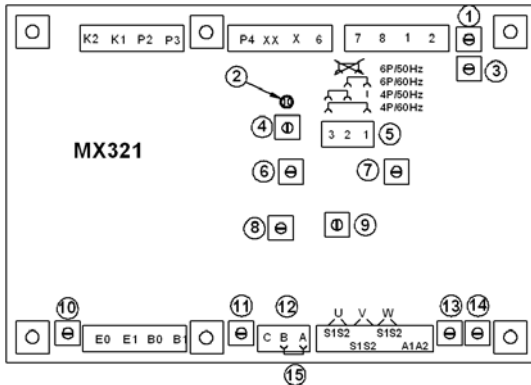 1
K2 K1 P2 P3
P4 XX X 6
7 8 1 2
2
6P/50Hz
3
6P/60Hz
4P/50Hz
4P/60Hz
4
3 2 1
5
MX321
6
7
8
9
10
11
12
U V W
13
14
E0 E1 B0 B1
C B A
S1S2 S1S2
S1S2 A1A2
15